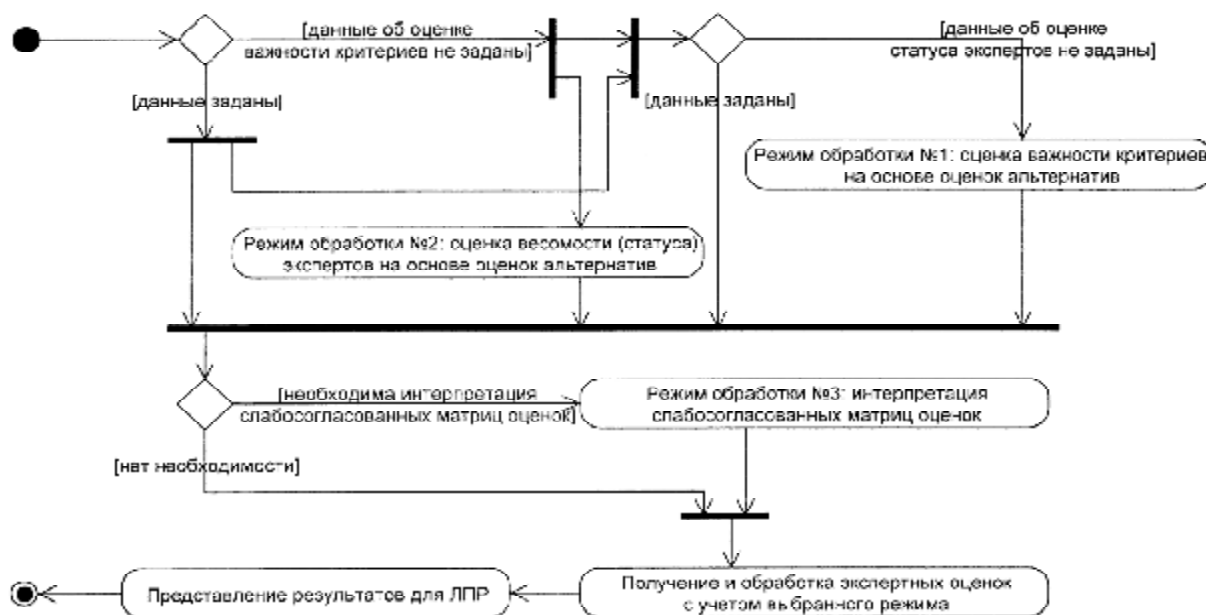 [данные об оценке
важности критериев не заданы]
[данные об оценке
статуса экспертов не заданы]
[данные заданы]
[данные заданы]
Режим обработки №1: сценка важности критериев
на основе оценок альтернатив
Режим обработки №2: оценка весомости (статуса)
экспертов на основе оценок альтернатив
[необходима интерпретация
слабосогласованных матриц оценок]
Режим обработки №3: интерпретация
слабосогласованных матриц оценок
[нет необходимости]
Представление результатов для ЛПР
Получение и обработка экспертных оценок
с учетом выбранного режима